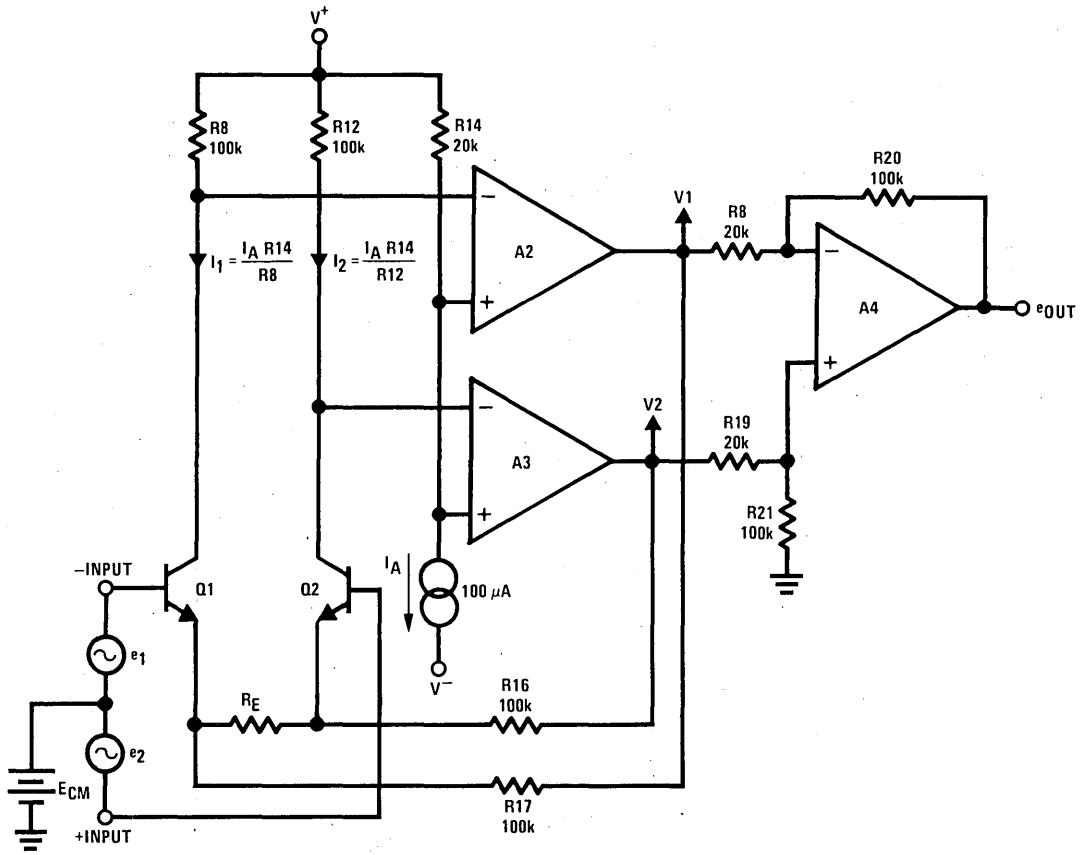 V+
R8
100k
R12
100k
R14
20k
I1 = IA R14 / R8
I2 = IA R14 / R12
−
A2
+
V1
R8
20k
R20
100k
−
A4
+
eOUT
−
A3
+
V2
R19
20k
R21
100k
−INPUT
Q1
Q2
IA
100 μA
V−
e1
RE
R16
100k
e2
ECM
R17
100k
+INPUT